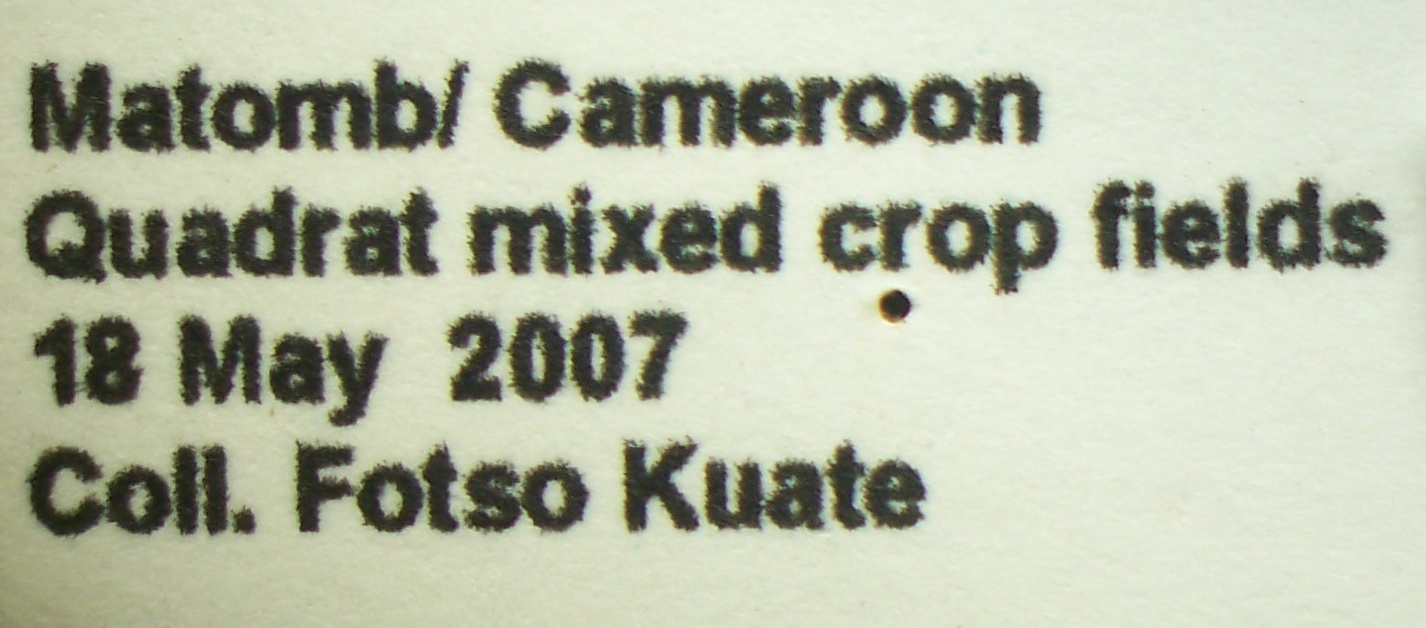 Matomb/ Cameroon
Quadrat mixed crop fields
18 May  2007
Coll. Fotso Kuate